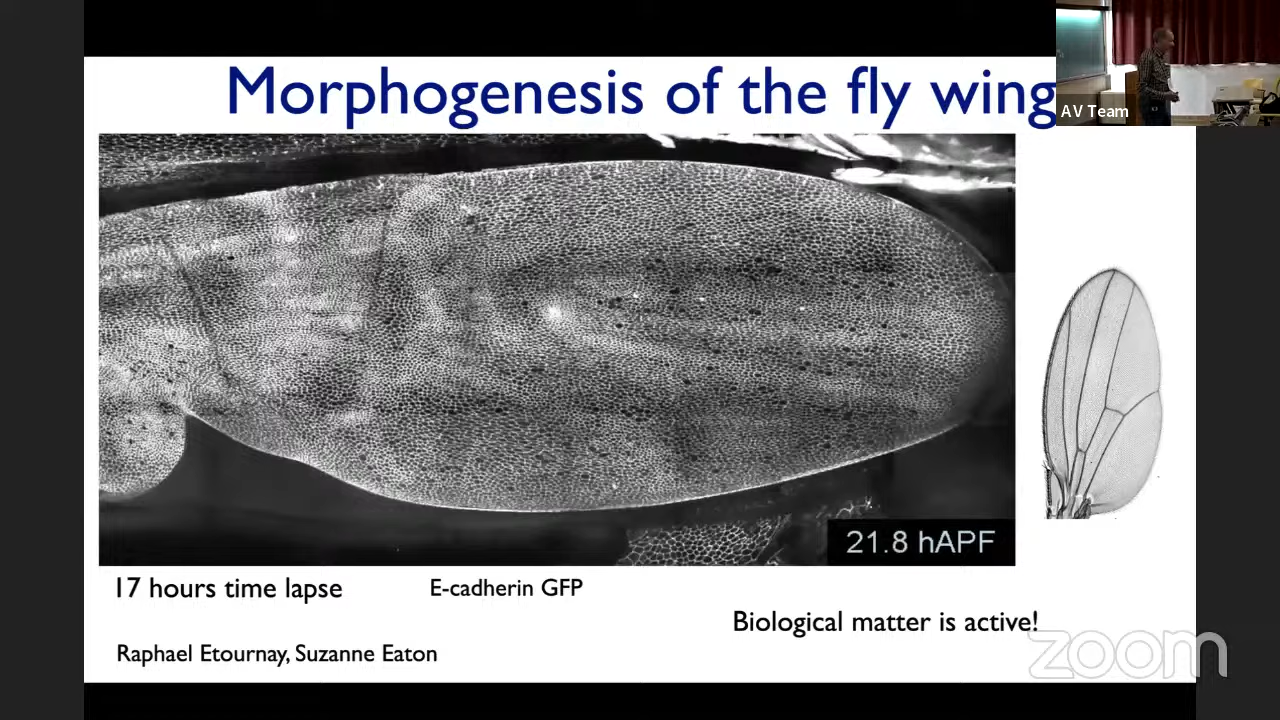 Morphogenesis of the fly wing
AV Team
21.8 hAPF
17 hours time lapse
E-cadherin GFP
Biological matter is active!
Raphael Etournay, Suzanne Eaton
zoom